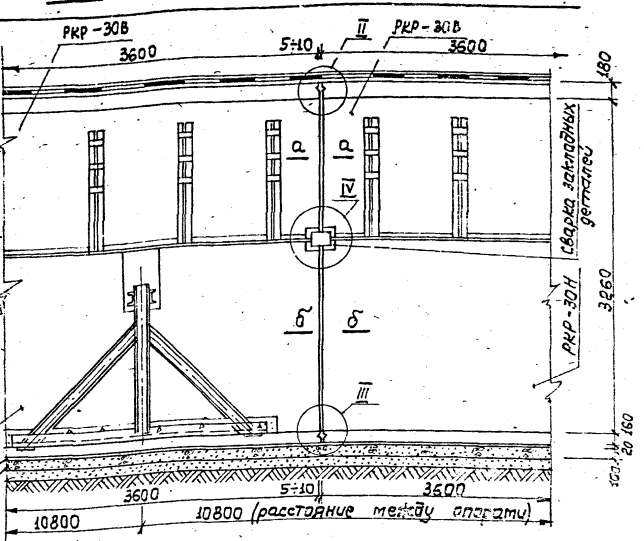 РКР-30В
3600
5÷10
II
РКР-30В
3600
180
а
а
IV
сварка закладных
деталей
3260
РКР-30Н
б
б
III
160
20
100
3600
5÷10
3600
10800
10800 (расстояние между опорами)